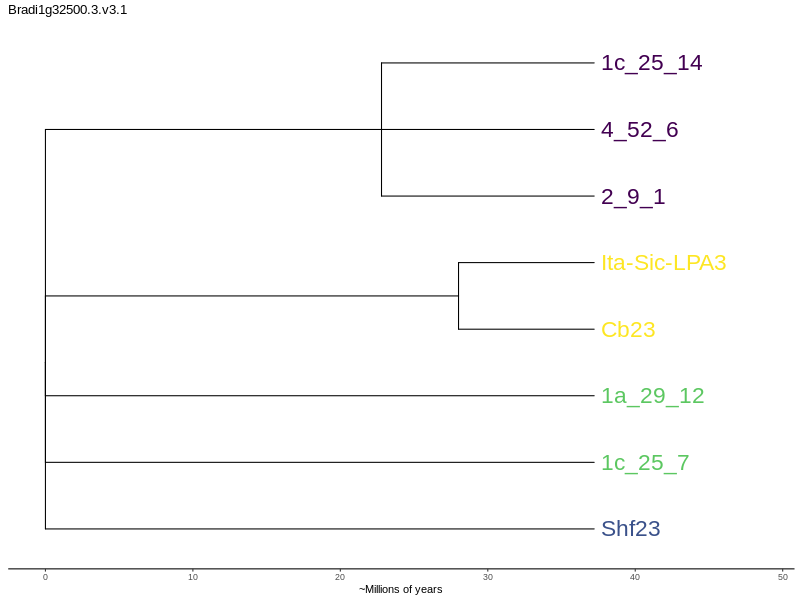 Bradi1g32500.3.v3.1
1c_25_14
4_52_6
2_9_1
Ita-Sic-LPA3
Cb23
1a_29_12
1c_25_7
Shf23
0 10 20 30 40 50
~Millions of years